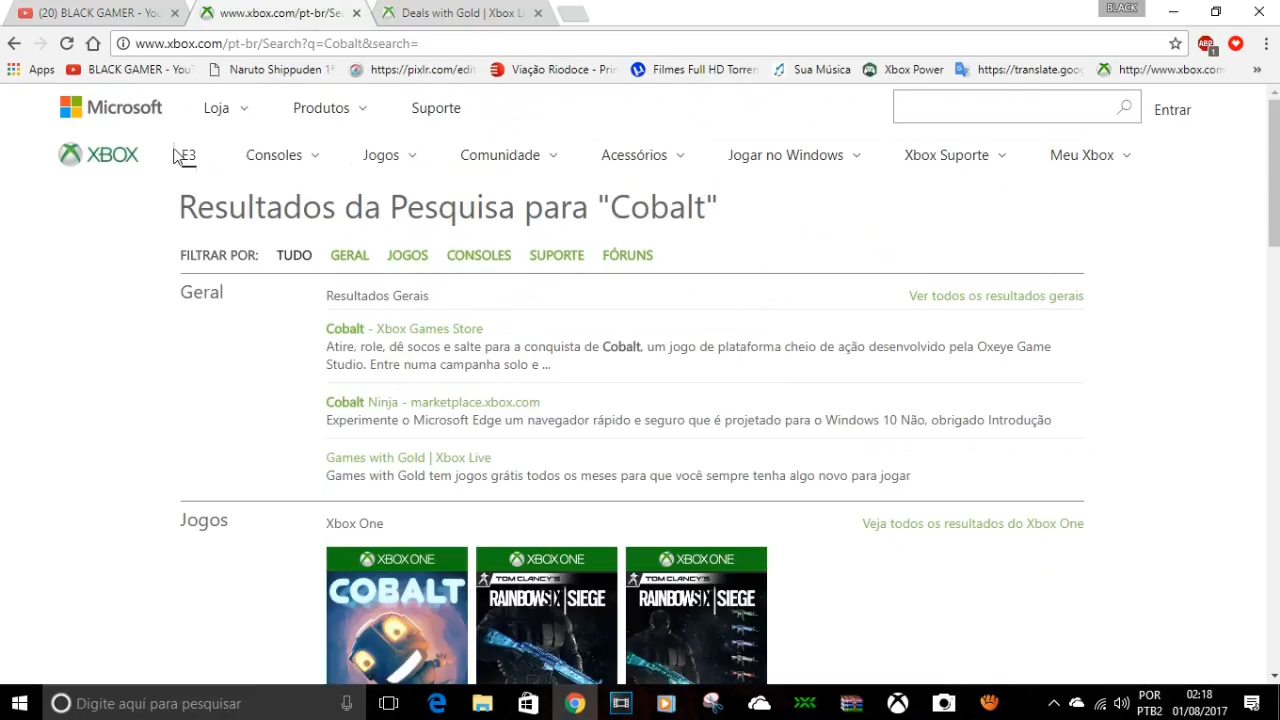 (20) BLACK GAMER - You
www.xbox.com/pt-br/Sea
Deals with Gold | Xbox Li
BLACK
www.xbox.com/pt-br/Search?q=Cobalt&search=
ABP
1
Apps
BLACK GAMER - YouT
Naruto Shippuden 1ª
https://pixlr.com/edit
Viação Riodoce - Prin
Filmes Full HD Torren
Sua Música
Xbox Power
https://translate.goog
http://www.xbox.com
Microsoft
Loja
Produtos
Suporte
Entrar
XBOX
E3
Consoles
Jogos
Comunidade
Acessórios
Jogar no Windows
Xbox Suporte
Meu Xbox
Resultados da Pesquisa para "Cobalt"
FILTRAR POR: TUDO GERAL JOGOS CONSOLES SUPORTE FÓRUNS
Geral
Resultados Gerais
Ver todos os resultados gerais
Cobalt - Xbox Games Store
Atire, role, dê socos e salte para a conquista de Cobalt, um jogo de plataforma cheio de ação desenvolvido pela Oxeye Game
Studio. Entre numa campanha solo e ...
Cobalt Ninja - marketplace.xbox.com
Experimente o Microsoft Edge um navegador rápido e seguro que é projetado para o Windows 10 Não, obrigado Introdução
Games with Gold | Xbox Live
Games with Gold tem jogos grátis todos os meses para que você sempre tenha algo novo para jogar
Jogos
Xbox One
Veja todos os resultados do Xbox One
XBOX ONE
COBALT
XBOX ONE
TOM CLANCY'S
RAINBOW SIX | SIEGE
XBOX ONE
TOM CLANCY'S
RAINBOW SIX | SIEGE
Digite aqui para pesquisar
POR
PTB2
02:18
01/08/2017